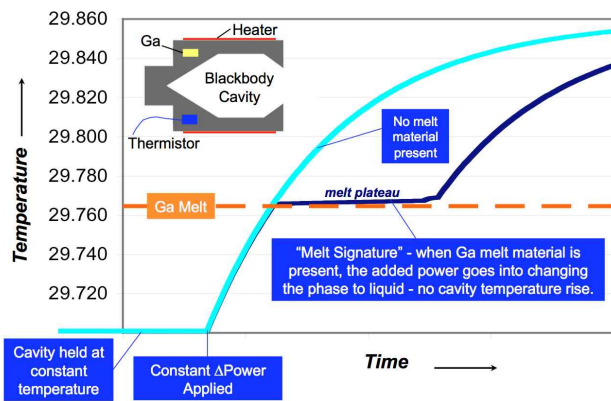 29.860
29.840
29.820
29.800
29.780
29.760
29.740
29.720
Temperature
Heater
Ga
Blackbody
Cavity
Thermistor
No melt
material
present
melt plateau
Ga Melt
“Melt Signature” - when Ga melt material is
present, the added power goes into changing
the phase to liquid - no cavity temperature rise.
Cavity held at
constant
temperature
Constant ΔPower
Applied
Time